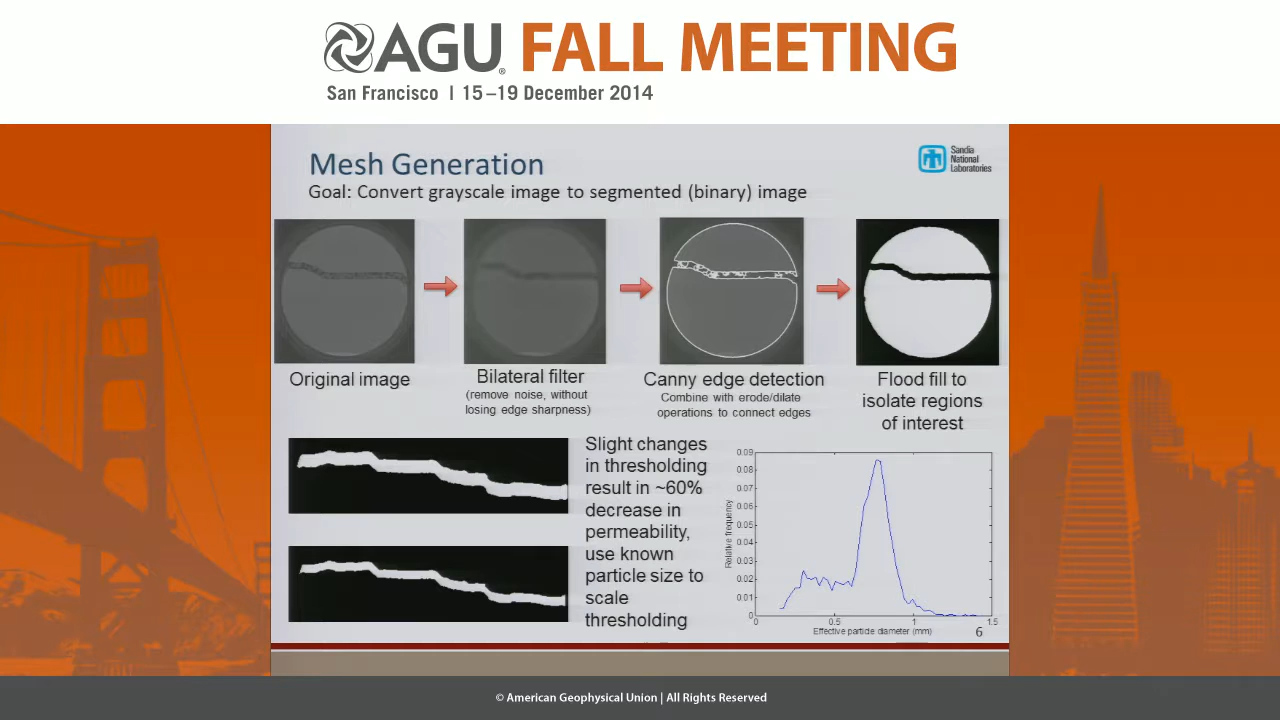 AGU FALL MEETING
San Francisco | 15–19 December 2014
Mesh Generation
Sandia
National
Laboratories
Goal: Convert grayscale image to segmented (binary) image
Original image
Bilateral filter
(remove noise, without
losing edge sharpness)
Canny edge detection
Combine with erode/dilate
operations to connect edges
Flood fill to
isolate regions
of interest
Slight changes
in thresholding
result in ~60%
decrease in
permeability,
use known
particle size to
scale
thresholding
0.09
0.08
0.07
0.06
0.05
0.04
0.03
0.02
0.01
0
Relative frequency
0
0.5
1
1.5
Effective particle diameter (mm)
6
© American Geophysical Union | All Rights Reserved